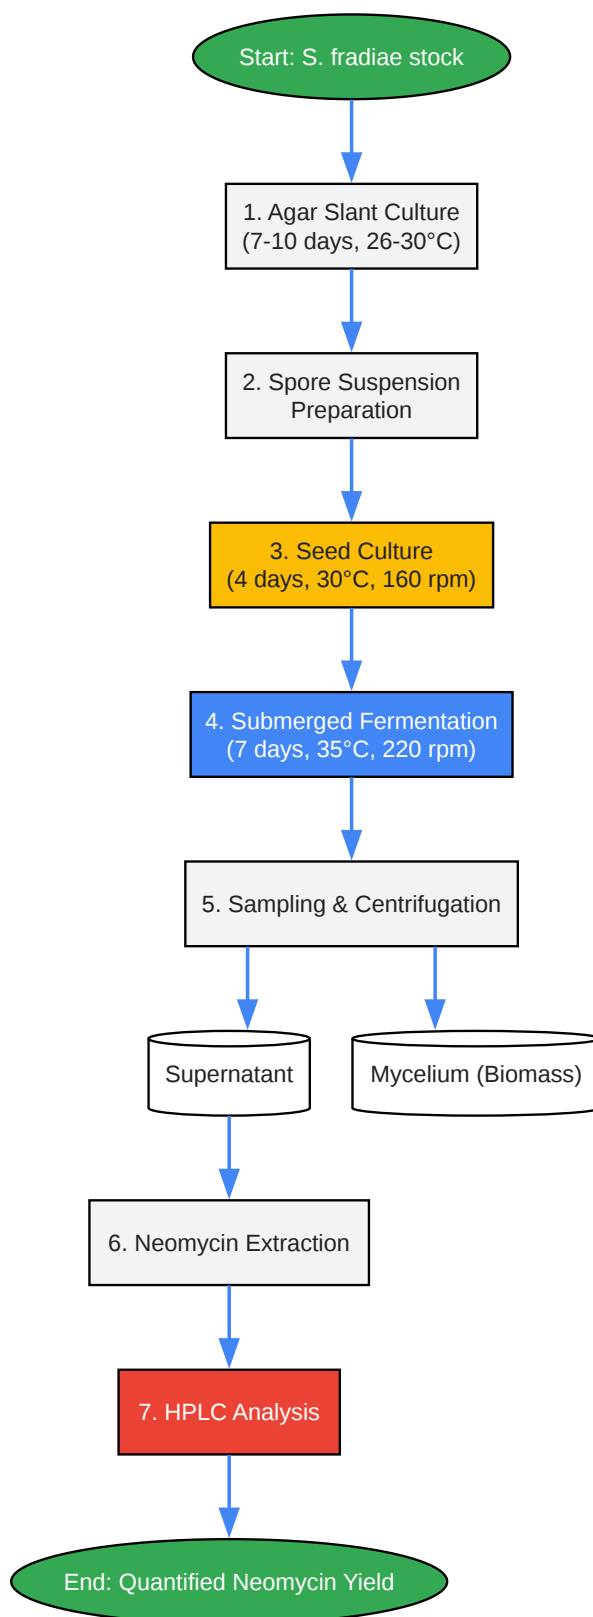 Start: S. fradiae stock
1. Agar Slant Culture
(7-10 days, 26-30°C)
2. Spore Suspension
Preparation
3. Seed Culture
(4 days, 30°C, 160 rpm)
4. Submerged Fermentation
(7 days, 35°C, 220 rpm)
5. Sampling & Centrifugation
Supernatant
Mycelium (Biomass)
6. Neomycin Extraction
7. HPLC Analysis
End: Quantified Neomycin Yield